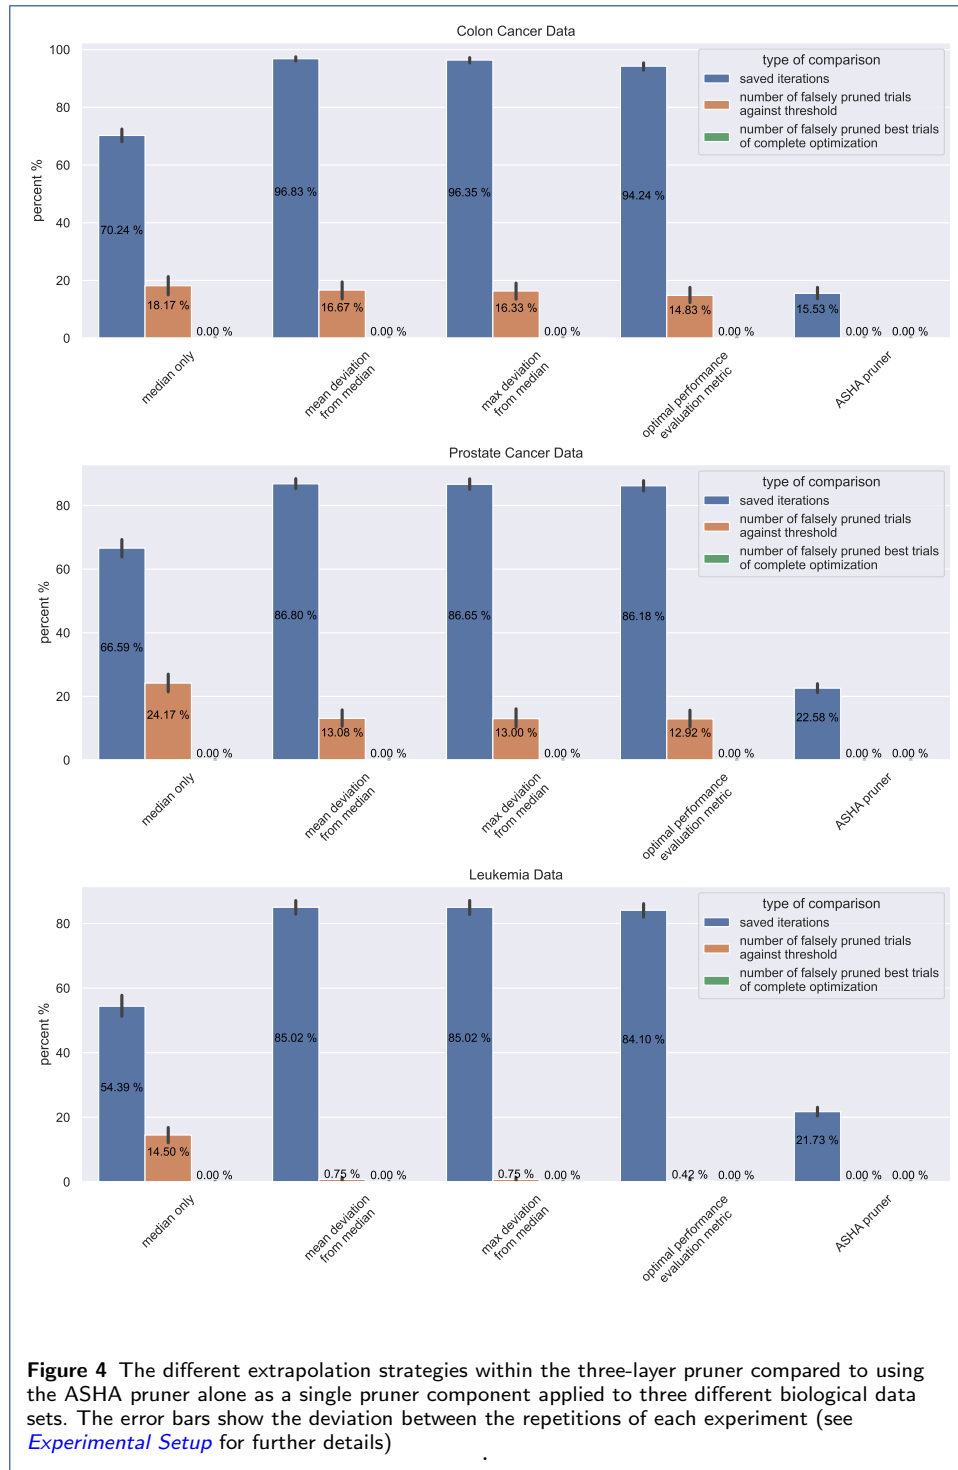 Colon Cancer Data
percent %
100
80
60
40
20
0
type of comparison
saved iterations
number of falsely pruned trials
against threshold
number of falsely pruned best trials
of complete optimization
70.24 %
18.17 %
0.00 %
96.83 %
16.67 %
0.00 %
96.35 %
16.33 %
0.00 %
94.24 %
14.83 %
0.00 %
15.53 %
0.00 %
0.00 %
median only
mean deviation
from median
max deviation
from median
optimal performance
evaluation metric
ASHA pruner
Prostate Cancer Data
percent %
80
60
40
20
0
type of comparison
saved iterations
number of falsely pruned trials
against threshold
number of falsely pruned best trials
of complete optimization
66.59 %
24.17 %
0.00 %
86.80 %
13.08 %
0.00 %
86.65 %
13.00 %
0.00 %
86.18 %
12.92 %
0.00 %
22.58 %
0.00 %
0.00 %
median only
mean deviation
from median
max deviation
from median
optimal performance
evaluation metric
ASHA pruner
Leukemia Data
percent %
80
60
40
20
0
type of comparison
saved iterations
number of falsely pruned trials
against threshold
number of falsely pruned best trials
of complete optimization
54.39 %
14.50 %
0.00 %
85.02 %
0.75 %
0.00 %
85.02 %
0.75 %
0.00 %
84.10 %
0.42 %
0.00 %
21.73 %
0.00 %
0.00 %
median only
mean deviation
from median
max deviation
from median
optimal performance
evaluation metric
ASHA pruner
Figure 4 The different extrapolation strategies within the three-layer pruner compared to using
the ASHA pruner alone as a single pruner component applied to three different biological data
sets. The error bars show the deviation between the repetitions of each experiment (see
Experimental Setup for further details)
.